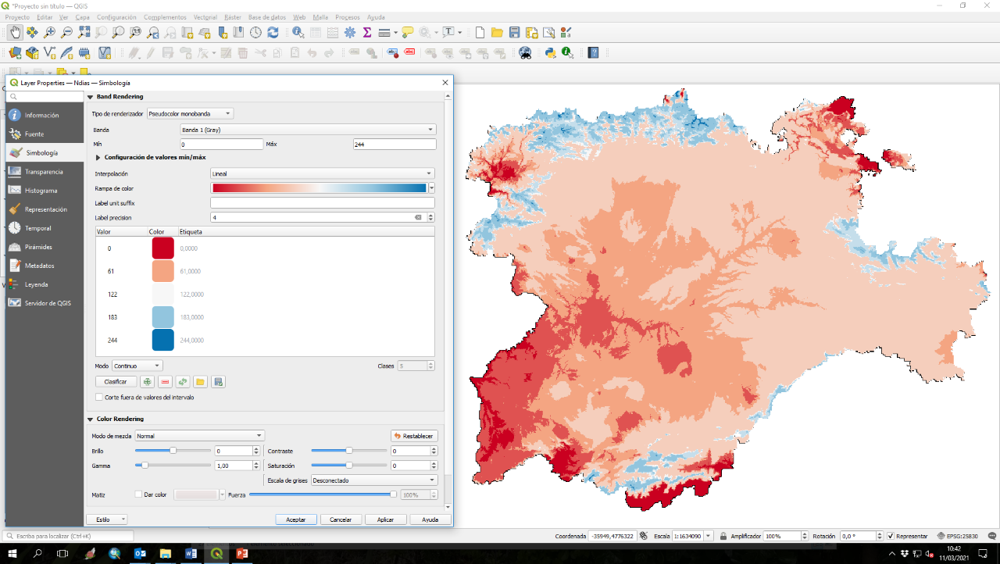 *Proyecto sin título — QGIS
Proyecto Editar Ver Capa Configuración Complementos Vectorial Ráster Base de datos Web Malla Procesos Ayuda
Layer Properties — Ndias — Simbología
Información
Fuente
Simbología
Transparencia
Histograma
Representación
Temporal
Pirámides
Metadatos
Leyenda
Servidor de QGIS
Band Rendering
Tipo de renderizador Pseudocolor monobanda
Banda Banda 1 (Gray)
Mín 0 Máx 244
Configuración de valores mín/máx
Interpolación Lineal
Rampa de color
Label unit suffix
Label precision 4
Valor Color Etiqueta
0 0,0000
61 61,0000
122 122,0000
183 183,0000
244 244,0000
Modo Continuo Clases 5
Clasificar
Corte fuera de valores del intervalo
Color Rendering
Modo de mezcla Normal Restablecer
Brillo 0 Contraste 0
Gamma 1,00 Saturación 0
Escala de grises Desconectado
Matiz Dar color Fuerza 100%
Estilo Aceptar Cancelar Aplicar Ayuda
Escriba para localizar (Ctrl+K) Coordenada -35949,4776322 Escala 1:1634090 Amplificador 100% Rotación 0,0 ° Representar EPSG:25830
10:42
11/03/2021